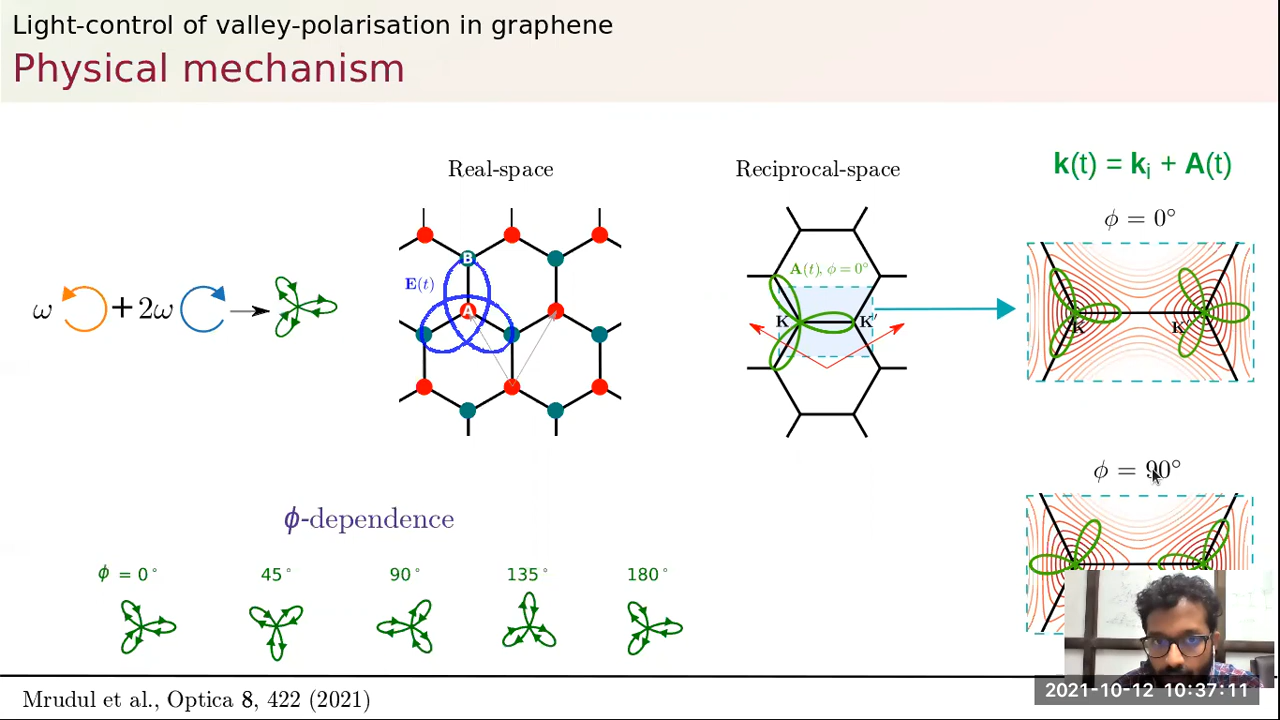 Light-control of valley-polarisation in graphene
Physical mechanism
Real-space
Reciprocal-space
k(t) = kᵢ + A(t)
ϕ = 0°
ω + 2ω
B
E(t)
A
A(t), ϕ = 0°
K
K′
K
K′
ϕ = 90°
ϕ-dependence
ϕ = 0° 45° 90° 135° 180°
Mrudul et al., Optica 8, 422 (2021)
2021-10-12 10:37:11